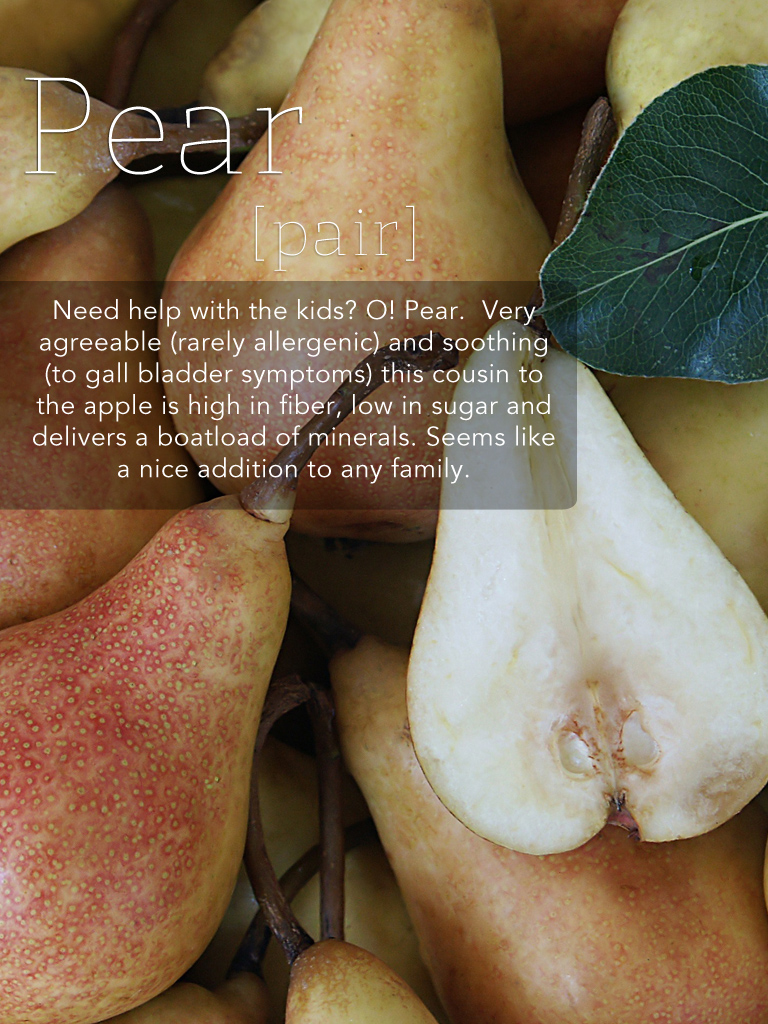 Pear
[pair]
Need help with the kids? O! Pear.  Very
agreeable (rarely allergenic) and soothing
(to gall bladder symptoms) this cousin to
the apple is high in fiber, low in sugar and
delivers a boatload of minerals. Seems like
a nice addition to any family.